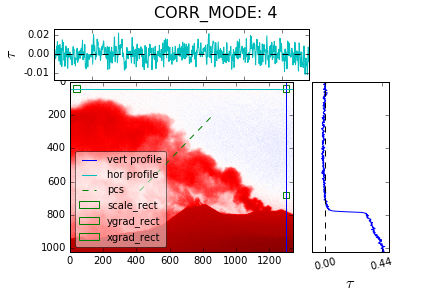 CORR_MODE: 4
0.02
0.00
-0.01
τ
0
200
400
600
800
1000
vert profile
hor profile
pcs
scale_rect
ygrad_rect
xgrad_rect
0 200 400 600 800 1000 1200
0.00 0.44
τ